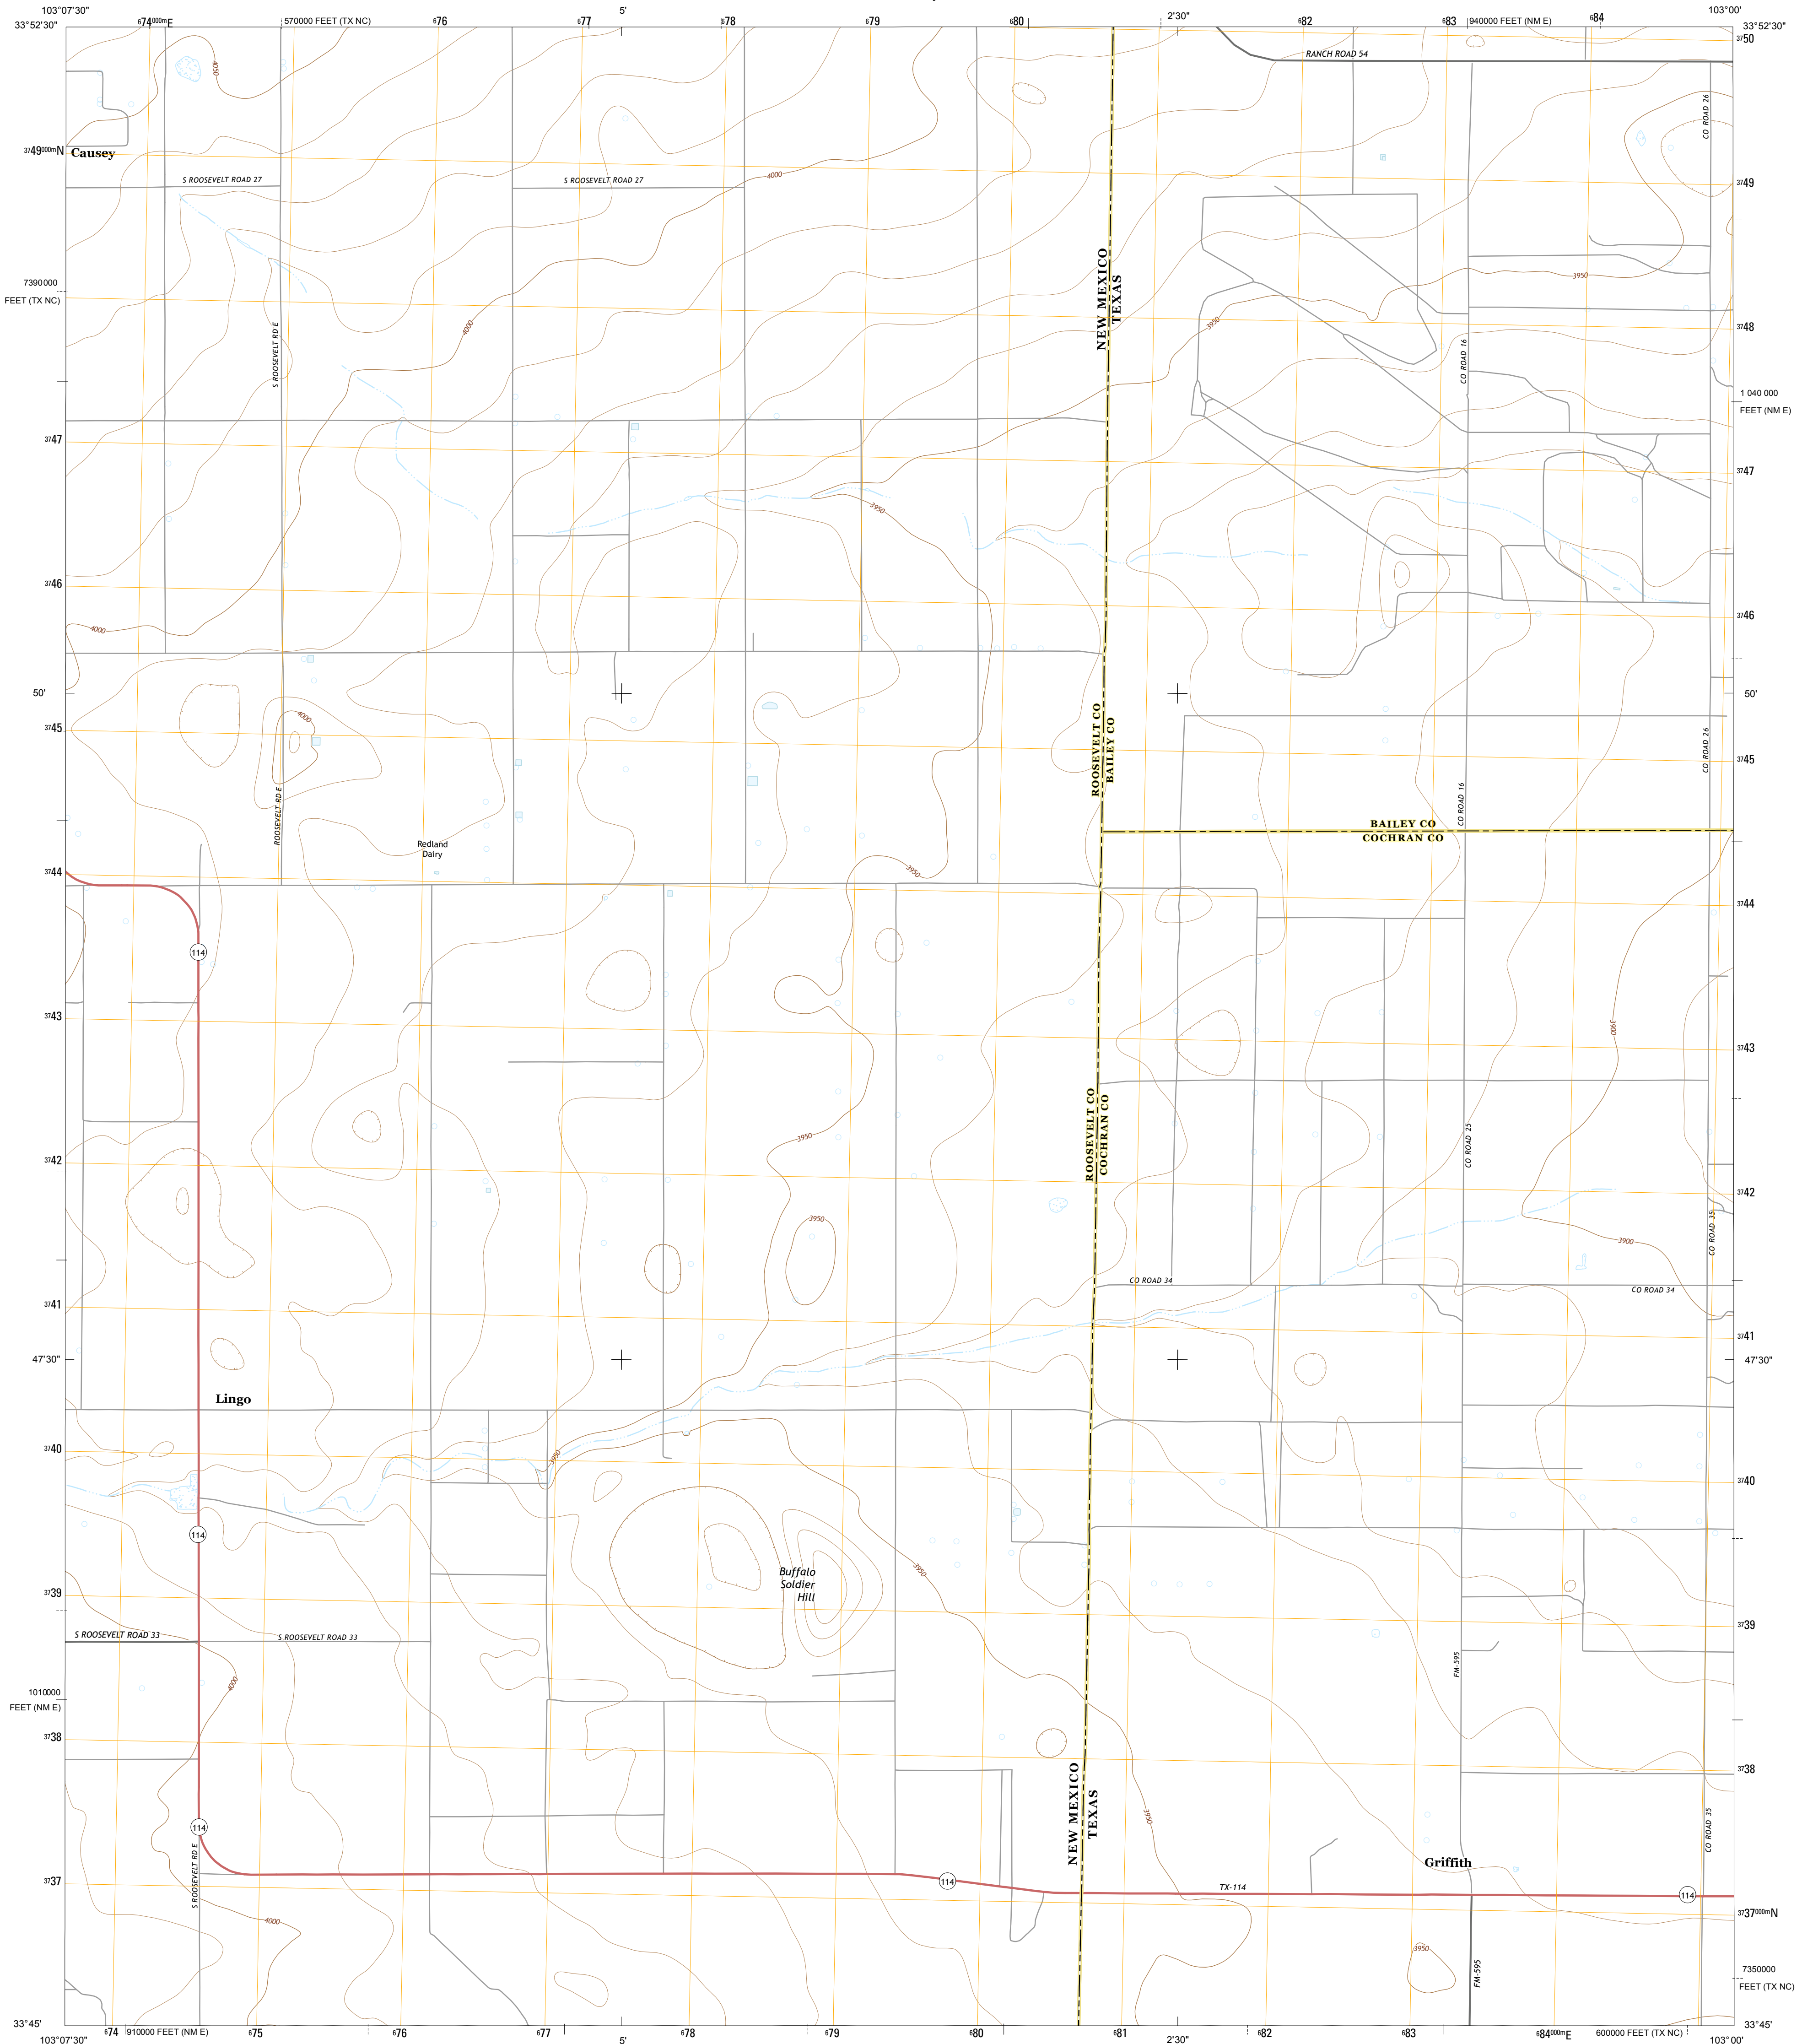 103°07'30"
674000mE
570000 FEET (TX NC)
676
677
5'
678
679
680
2'30"
682
683
940000 FEET (NM E)
684
103°00'
33°52'30"
33°52'30"
3750
RANCH ROAD 54
4050
CO ROAD 26
3749000mN
Causey
S ROOSEVELT ROAD 27
S ROOSEVELT ROAD 27
4000
3749
NEW MEXICO
TEXAS
3950
7390000
FEET (TX NC)
S ROOSEVELT RD E
4000
3950
3748
CO ROAD 16
1 040 000
FEET (NM E)
3747
3747
3950
3746
3746
4000
50'
50'
4000
3745
ROOSEVELT CO
BAILEY CO
CO ROAD 26
3745
ROOSEVELT RD E
CO ROAD 16
BAILEY CO
COCHRAN CO
Redland
Dairy
3950
3744
3744
114
3743
3900
3743
ROOSEVELT CO
COCHRAN CO
3950
CO ROAD 25
3742
3742
3950
CO ROAD 35
3900
CO ROAD 34
CO ROAD 34
3741
3741
47'30"
47'30"
Lingo
3740
3950
3740
114
Buffalo
Soldier
Hill
3950
3739
3739
S ROOSEVELT ROAD 33
S ROOSEVELT ROAD 33
FM-595
4000
1010000
FEET (NM E)
3738
3738
NEW MEXICO
TEXAS
3950
114
CO ROAD 35
S ROOSEVELT RD E
Griffith
3737
114
TX-114
114
3737000mN
4000
3950
FM-595
7350000
FEET (TX NC)
33°45'
33°45'
103°07'30"
674
910000 FEET (NM E)
675
676
677
5'
678
679
680
681
2'30"
682
683
684000mE
600000 FEET (TX NC)
103°00'